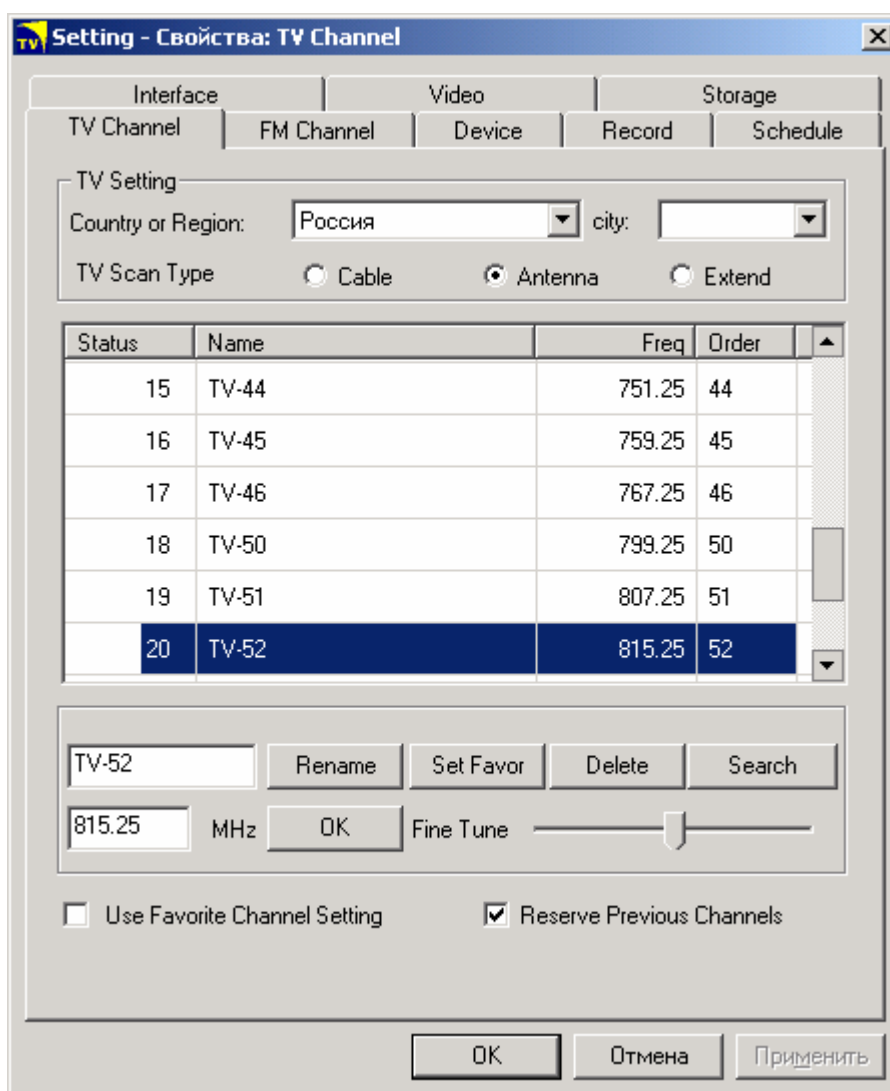 TV Setting - Свойства: TV Channel
Interface Video Storage
TV Channel FM Channel Device Record Schedule
TV Setting
Country or Region: Россия city:
TV Scan Type Cable Antenna Extend
Status Name Freq Order
15 TV-44 751.25 44
16 TV-45 759.25 45
17 TV-46 767.25 46
18 TV-50 799.25 50
19 TV-51 807.25 51
20 TV-52 815.25 52
TV-52 Rename Set Favor Delete Search
815.25 MHz OK Fine Tune
Use Favorite Channel Setting Reserve Previous Channels
OK Отмена Применить